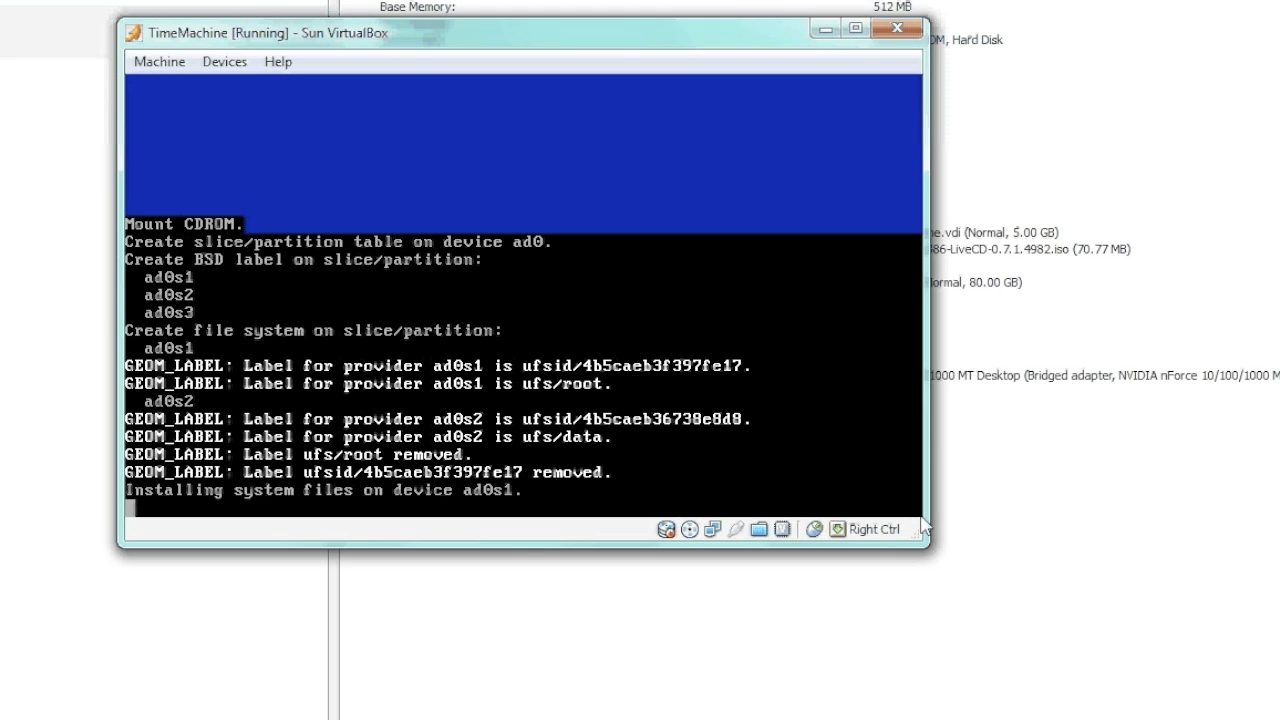 Base Memory: 512 MB
TimeMachine [Running] - Sun VirtualBox
Machine Devices Help
OM, Hard Disk
Mount CDROM.
Create slice/partition table on device ad0.
Create BSD label on slice/partition:
ad0s1
ad0s2
ad0s3
Create file system on slice/partition:
ad0s1
GEOM_LABEL: Label for provider ad0s1 is ufsid/4b5caeb3f397fe17.
GEOM_LABEL: Label for provider ad0s1 is ufs/root.
ad0s2
GEOM_LABEL: Label for provider ad0s2 is ufsid/4b5caeb36738e8d8.
GEOM_LABEL: Label for provider ad0s2 is ufs/data.
GEOM_LABEL: Label ufs/root removed.
GEOM_LABEL: Label ufsid/4b5caeb3f397fe17 removed.
Installing system files on device ad0s1.
Right Ctrl
ne.vdi (Normal, 5.00 GB)
86-LiveCD-0.7.1.4982.iso (70.77 MB)
ormal, 80.00 GB)
1000 MT Desktop (Bridged adapter, NVIDIA nForce 10/100/1000 M